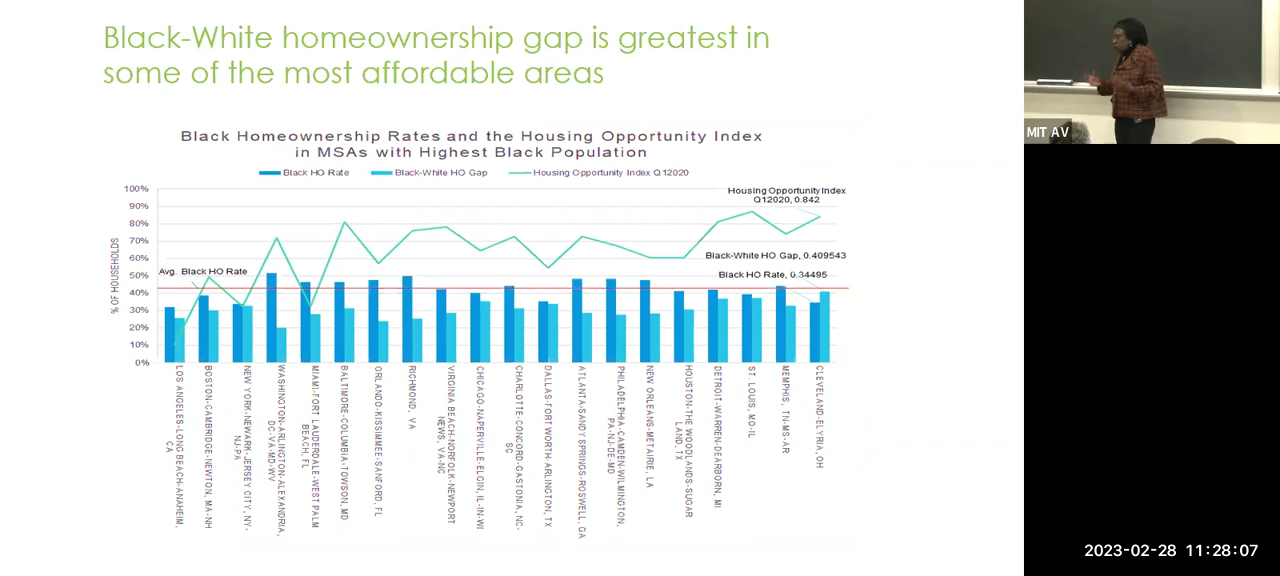 Black-White homeownership gap is greatest in
some of the most affordable areas
Black Homeownership Rates and the Housing Opportunity Index
in MSAs with Highest Black Population
Black HO Rate
Black-White HO Gap
Housing Opportunity Index Q12020
% OF HOUSEHOLDS
100%
90%
80%
70%
60%
50%
40%
30%
20%
10%
0%
Avg. Black HO Rate
Housing Opportunity Index
Q12020, 0.842
Black-White HO Gap, 0.409543
Black HO Rate, 0.34495
LOS ANGELES-LONG BEACH-ANAHEIM,
CA
BOSTON-CAMBRIDGE-NEWTON, MA-NH
NEW YORK-NEWARK-JERSEY CITY, NY-
NJ-PA
WASHINGTON-ARLINGTON-ALEXANDRIA,
DC-VA-MD-WV
MIAMI-FORT LAUDERDALE-WEST PALM
BEACH, FL
BALTIMORE-COLUMBIA-TOWSON, MD
ORLANDO-KISSIMMEE-SANFORD, FL
RICHMOND, VA
VIRGINIA BEACH-NORFOLK-NEWPORT
NEWS, VA-NC
CHICAGO-NAPERVILLE-ELGIN, IL-IN-WI
CHARLOTTE-CONCORD-GASTONIA, NC-
SC
DALLAS-FORT WORTH-ARLINGTON, TX
ATLANTA-SANDY SPRINGS-ROSWELL, GA
PHILADELPHIA-CAMDEN-WILMINGTON,
PA-NJ-DE-MD
NEW ORLEANS-METAIRIE, LA
HOUSTON-THE WOODLANDS-SUGAR
LAND, TX
DETROIT-WARREN-DEARBORN, MI
ST. LOUIS, MO-IL
MEMPHIS, TN-MS-AR
CLEVELAND-ELYRIA, OH
MIT AV
2023-02-28 11:28:07